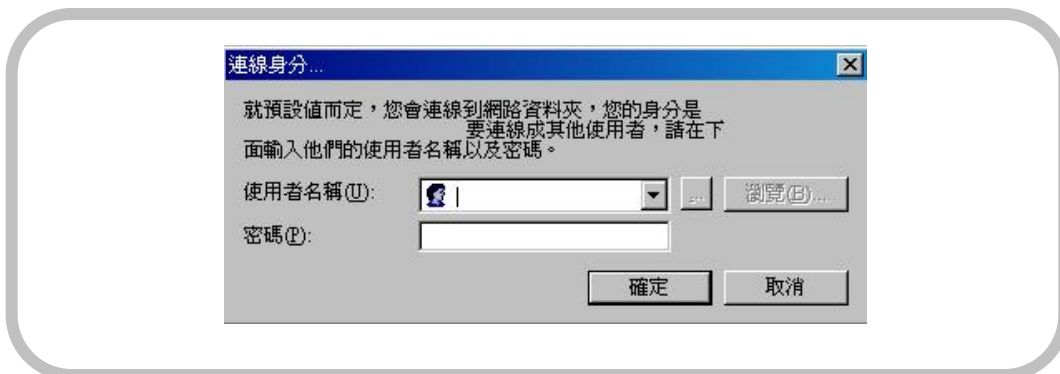 連線身分...
就預設值而定，您會連線到網路資料夾，您的身分是
要連線成其他使用者，請在下
面輸入他們的使用者名稱以及密碼。
使用者名稱(U):
... 瀏覽(B)...
密碼(P):
確定 取消